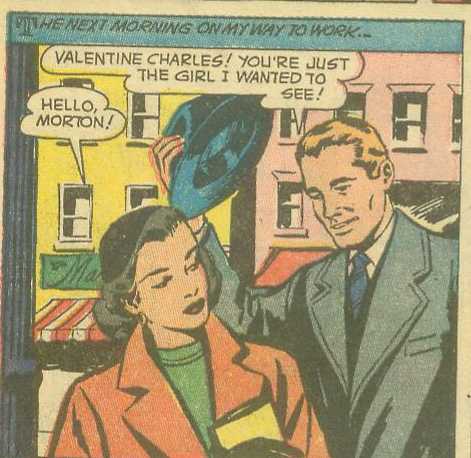 THE NEXT MORNING ON MY WAY TO WORK...
VALENTINE CHARLES! YOU'RE JUST
THE GIRL I WANTED TO
SEE!
HELLO,
MORTON!